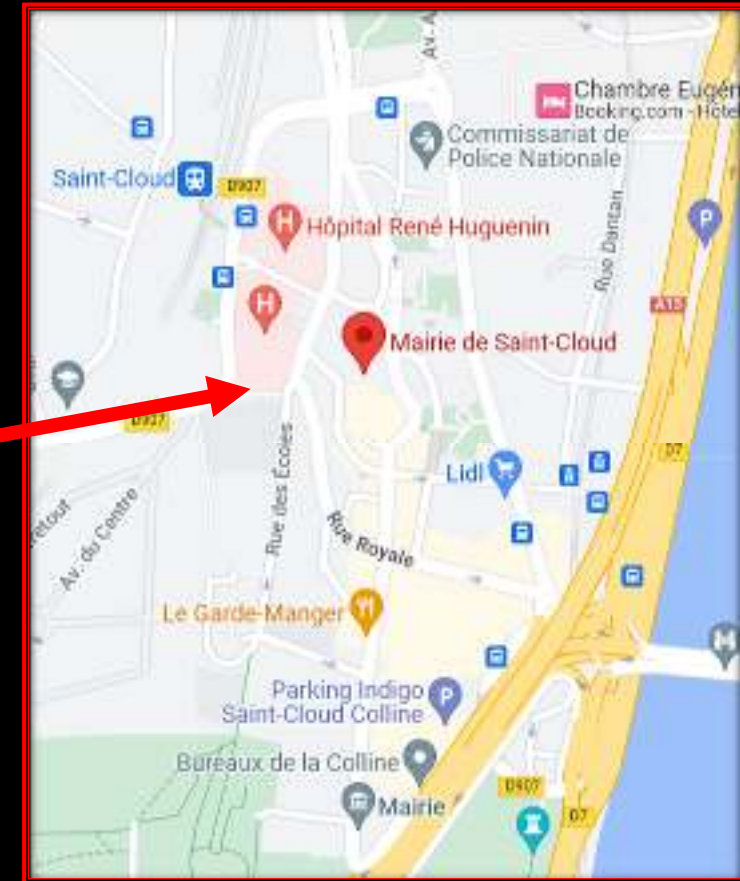 Av. A
Chambre Eugén
Booking.com - Hôtel
Commissariat de
Police Nationale
Saint-Cloud
D907
H
Hôpital René Huguenin
Rue Dantan
P
H
A13
Mairie de Saint-Cloud
D907
D7
Lidl
Rue des Écoles
retour
Av. du Centre
Rue Royale
Le Garde-Manger
Parking Indigo
Saint-Cloud Colline
P
Bureaux de la Colline
D907
Mairie
D7